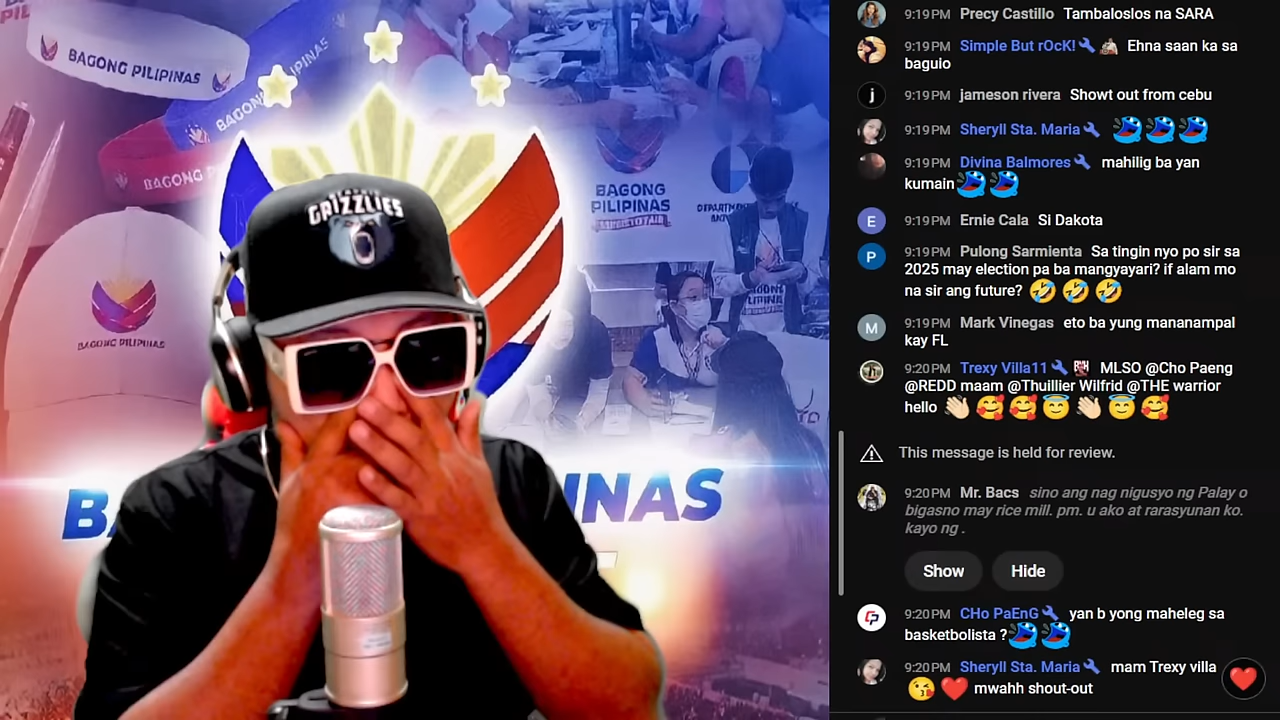 BAGONG PILIPINAS
BAGONG PILIPINAS
BAGONG
BAGONG PILIPINAS
BAGONG
PILIPINAS
GRIZZLIES
INAS
9:19 PM Precy Castillo Tambaloslos na SARA
9:19 PM Simple But rOcK! Ehna saan ka sa
baguio
j
9:19 PM jameson rivera Showt out from cebu
9:19 PM Sheryll Sta. Maria
9:19 PM Divina Balmores mahilig ba yan
kumain
E
9:19 PM Ernie Cala Si Dakota
P
9:19 PM Pulong Sarmienta Sa tingin nyo po sir sa
2025 may election pa ba mangyayari? if alam mo
na sir ang future? 🤣🤣🤣
M
9:19 PM Mark Vinegas eto ba yung mananampal
kay FL
9:20 PM Trexy Villa11 MLSO @Cho Paeng
@REDD maam @Thuillier Wilfrid @THE warrior
hello 👋🏻🥰🥰😇👋🏻😇🥰
This message is held for review.
9:20 PM Mr. Bacs sino ang nag nigusyo ng Palay o
bigasno may rice mill. pm. u ako at rarasyunan ko.
kayo ng .
Show Hide
CP
9:20 PM CHo PaEnG yan b yong maheleg sa
basketbolista ?
9:20 PM Sheryll Sta. Maria mam Trexy villa
😘❤️ mwahh shout-out